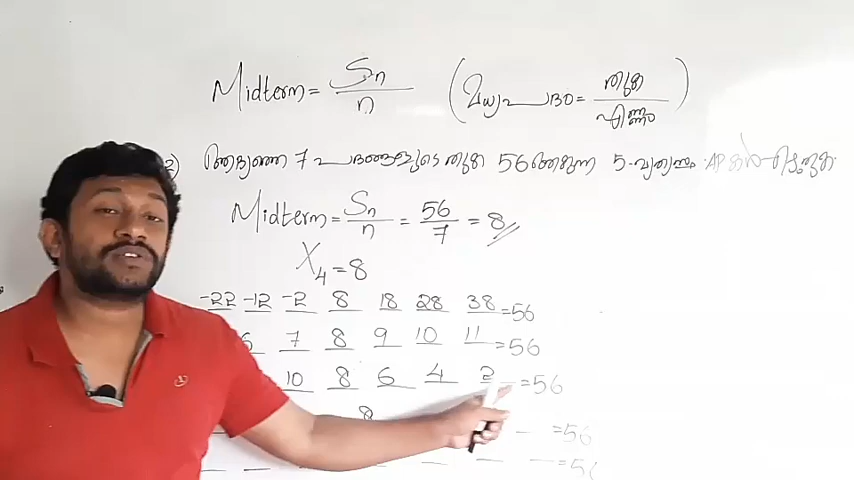 Midterm = Sn/n (മധ്യപദം = തുക/എണ്ണം)
2) ആദ്യത്തെ 7 പദങ്ങളുടെ തുക 56 ആകുന്ന 5 വ്യത്യസ്ത AP കൾ എഴുതുക
Midterm = Sn/n = 56/7 = 8
X4 = 8
-22 -12 -2 8 18 28 38 = 56
6 7 8 9 10 11 = 56
10 8 6 4 2 = 56
8 = 56
= 56